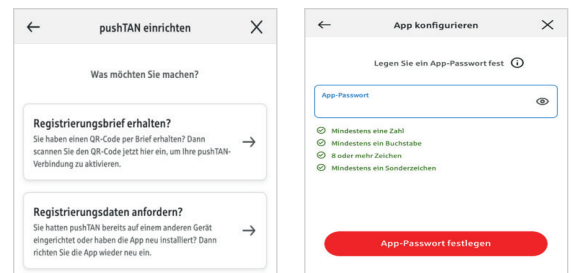 pushTAN einrichten
Was möchten Sie machen?
Registrierungsbrief erhalten?
Sie haben einen QR-Code per Brief erhalten? Dann
scannen Sie den QR-Code jetzt hier ein, um Ihre pushTAN-
Verbindung zu aktivieren.
Registrierungsdaten anfordern?
Sie hatten pushTAN bereits auf einem anderen Gerät
eingerichtet oder haben die App neu installiert? Dann
richten Sie die App wieder neu ein.
App konfigurieren
Legen Sie ein App-Passwort fest
App-Passwort
Mindestens eine Zahl
Mindestens ein Buchstabe
8 oder mehr Zeichen
Mindestens ein Sonderzeichen
App-Passwort festlegen